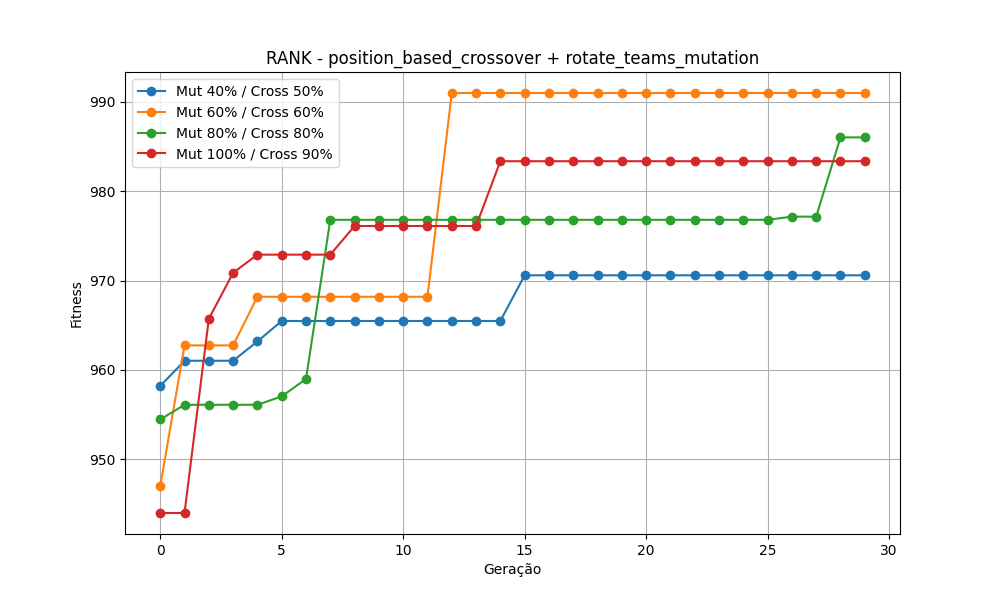 RANK - position_based_crossover + rotate_teams_mutation
Mut 40% / Cross 50%
Mut 60% / Cross 60%
Mut 80% / Cross 80%
Mut 100% / Cross 90%
Fitness
990
980
970
960
950
0 5 10 15 20 25 30
Geração